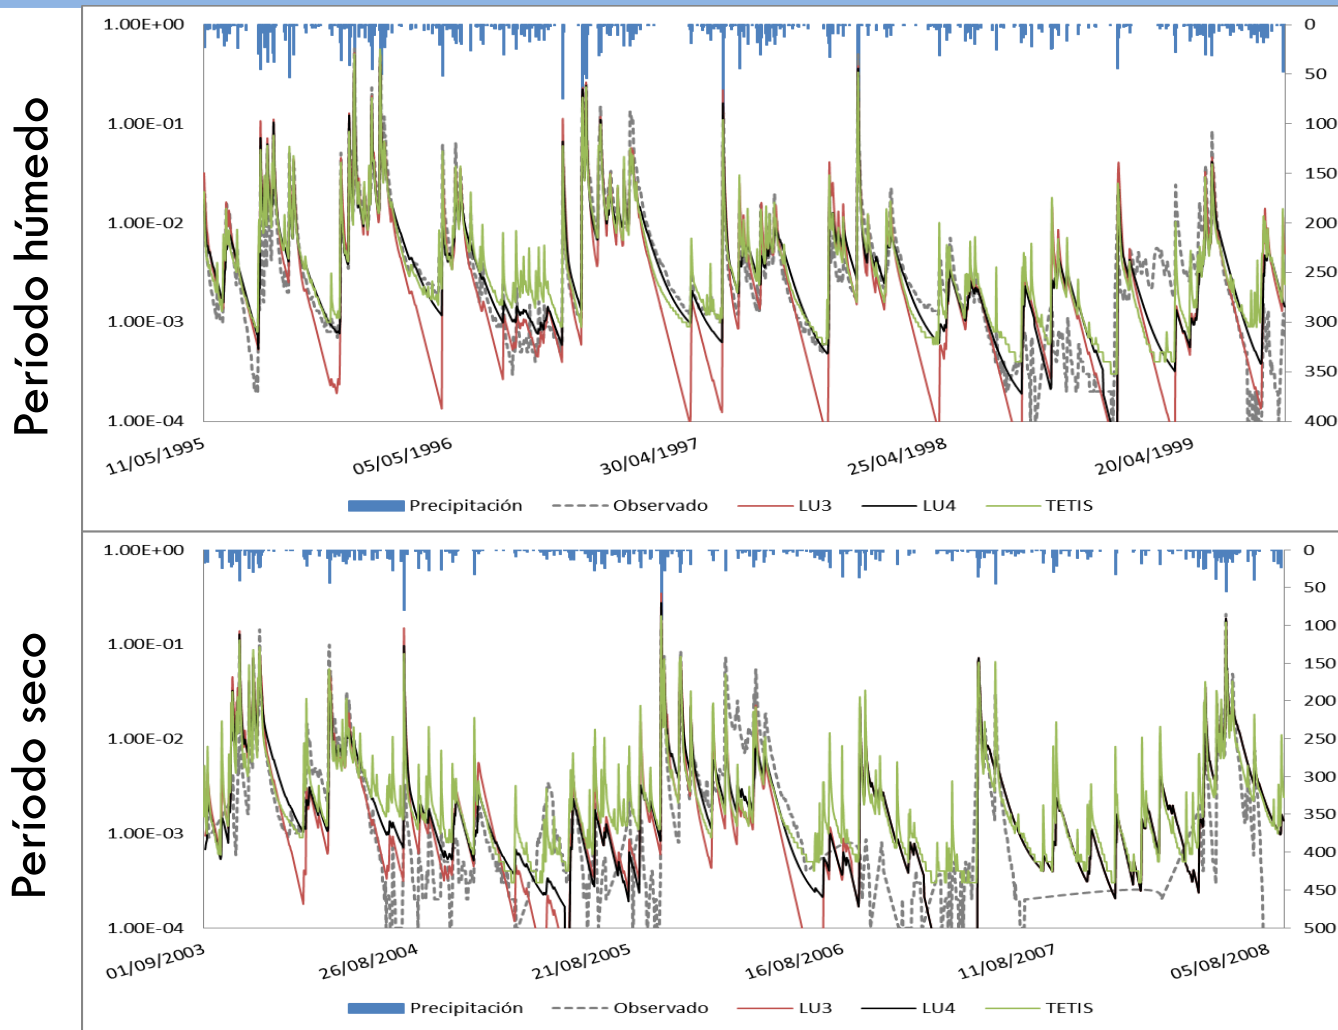 Período húmedo
1.00E+00
1.00E-01
1.00E-02
1.00E-03
1.00E-04
0
50
100
150
200
250
300
350
400
11/05/1995
05/05/1996
30/04/1997
25/04/1998
20/04/1999
Precipitación
Observado
LU3
LU4
TETIS
Período seco
1.00E+00
1.00E-01
1.00E-02
1.00E-03
1.00E-04
0
50
100
150
200
250
300
350
400
450
500
01/09/2003
26/08/2004
21/08/2005
16/08/2006
11/08/2007
05/08/2008
Precipitación
Observado
LU3
LU4
TETIS